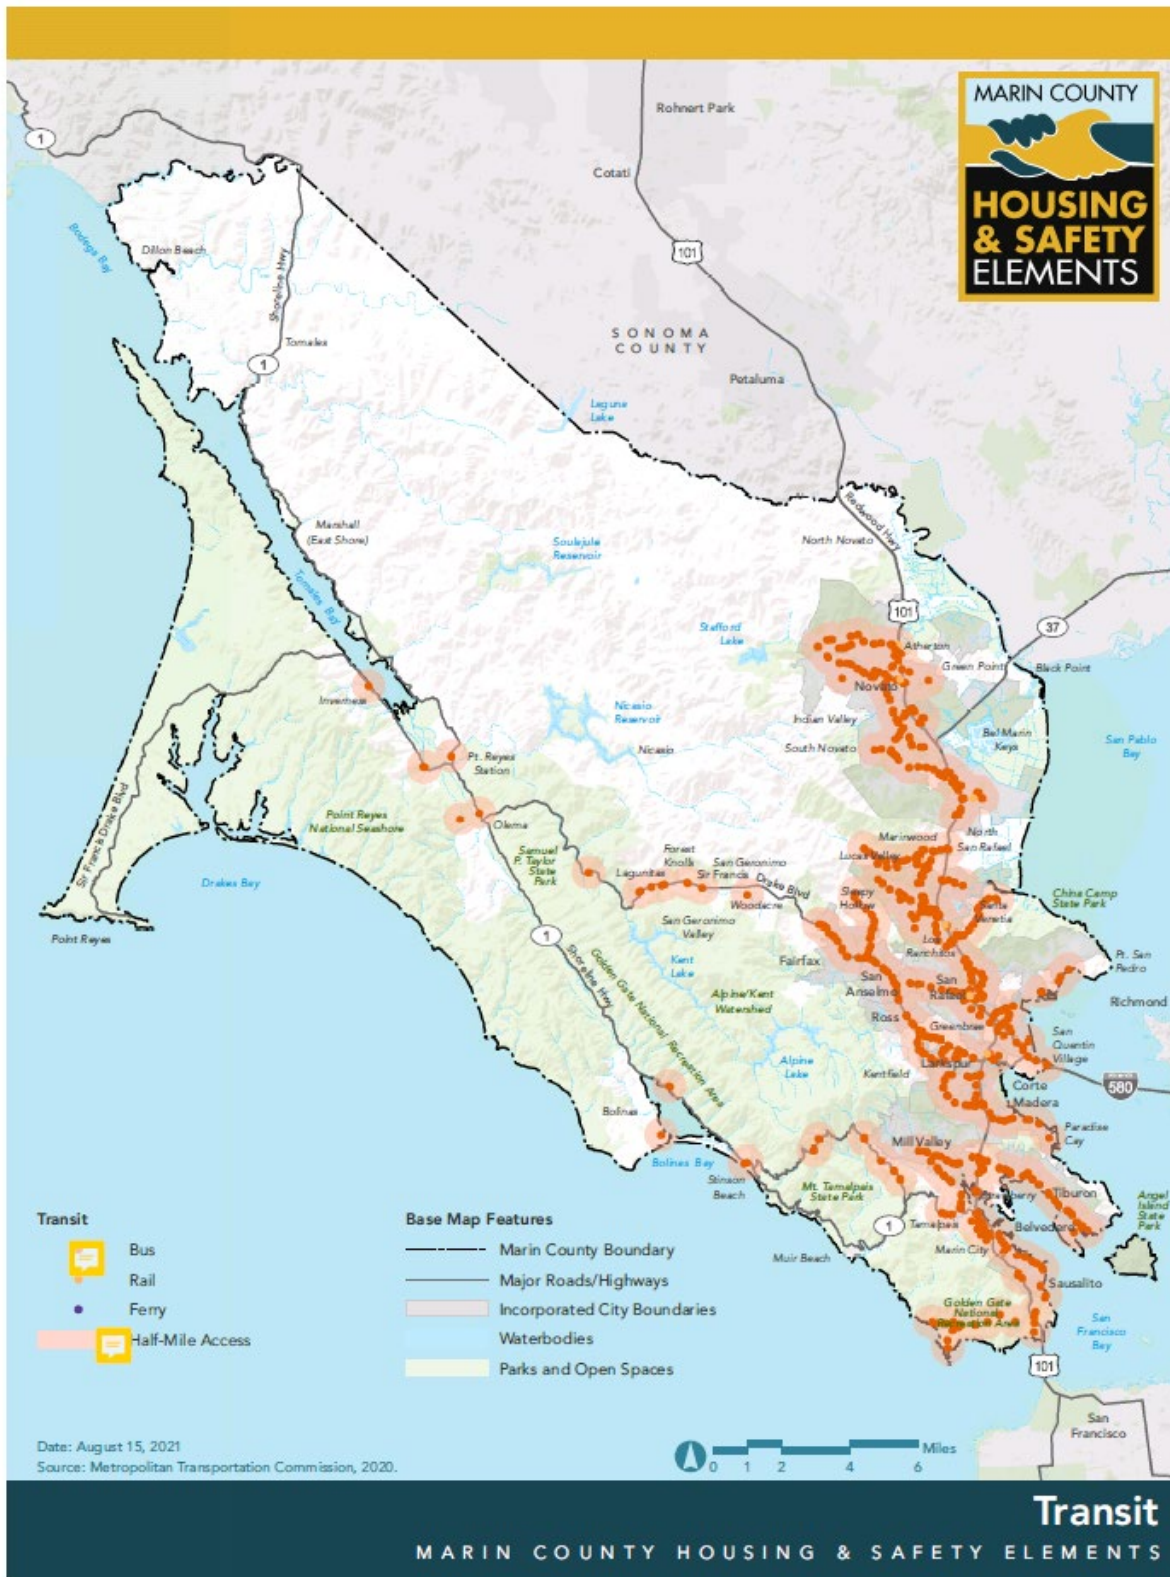 MARIN COUNTY
HOUSING
& SAFETY
ELEMENTS
Rohnert Park
Cotati
1
101
Bodega Bay
Dillon Beach
Shoreline Hwy
SONOMA
COUNTY
Tomales
1
Petaluma
Laguna
Lake
Marshall
(East Shore)
Soulejule
Reservoir
North Novato
Redwood Hwy
Tomales Bay
101
37
Stafford
Lake
Atherton
Green Point
Black Point
Inverness
Novato
Nicasio
Reservoir
Indian Valley
Bel Marin
Keys
San Pablo
Bay
Nicasio
South Novato
Pt. Reyes
Station
Sir Francis Drake Blvd
Point Reyes
National Seashore
Olema
Marinwood
North
San Rafael
Samuel
P. Taylor
State
Park
Forest
Knolls
San Geronimo
Lucas Valley
Lagunitas
Sir Francis
Drake Blvd
Drakes Bay
Sleepy
Hollow
Santa
Venetia
China Camp
State Park
Woodacre
San Geronimo
Valley
Point Reyes
1
Los
Ranchitos
Fairfax
Pt. San
Pedro
Kent
Lake
Shoreline Hwy
Golden Gate National Recreation Area
San
Anselmo
San
Rafael
Alpine/Kent
Watershed
Richmond
Ross
Greenbrae
San
Quentin
Village
Alpine
Lake
Kentfield
Larkspur
580
Corte
Madera
Bolinas
Paradise
Cay
Mill Valley
Bolinas Bay
Stinson
Beach
Mt. Tamalpais
State Park
Tiburon
Angel
Island
State
Park
1
Tamalpais
Belvedere
Marin City
Muir Beach
Sausalito
Golden Gate
National
Recreation Area
San
Francisco
Bay
101
San
Francisco
Transit
Bus
Rail
Ferry
Half-Mile Access
Base Map Features
Marin County Boundary
Major Roads/Highways
Incorporated City Boundaries
Waterbodies
Parks and Open Spaces
Date: August 15, 2021
Source: Metropolitan Transportation Commission, 2020.
Miles
0 1 2 4 6
Transit
MARIN COUNTY HOUSING & SAFETY ELEMENTS